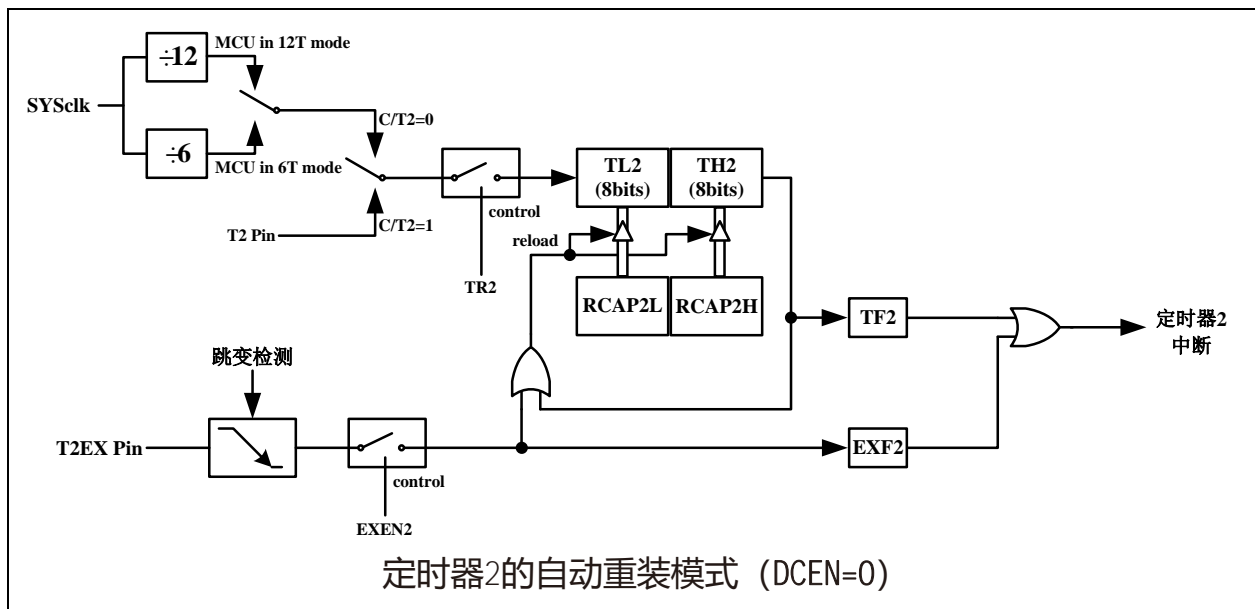 ÷12
MCU in 12T mode
SYSclk
÷6
MCU in 6T mode
C/T2=0
C/T2=1
T2 Pin
control
TR2
TL2
(8bits)
TH2
(8bits)
reload
RCAP2L
RCAP2H
TF2
定时器2
中断
跳变检测
T2EX Pin
control
EXEN2
EXF2
定时器2的自动重装模式 (DCEN=0)